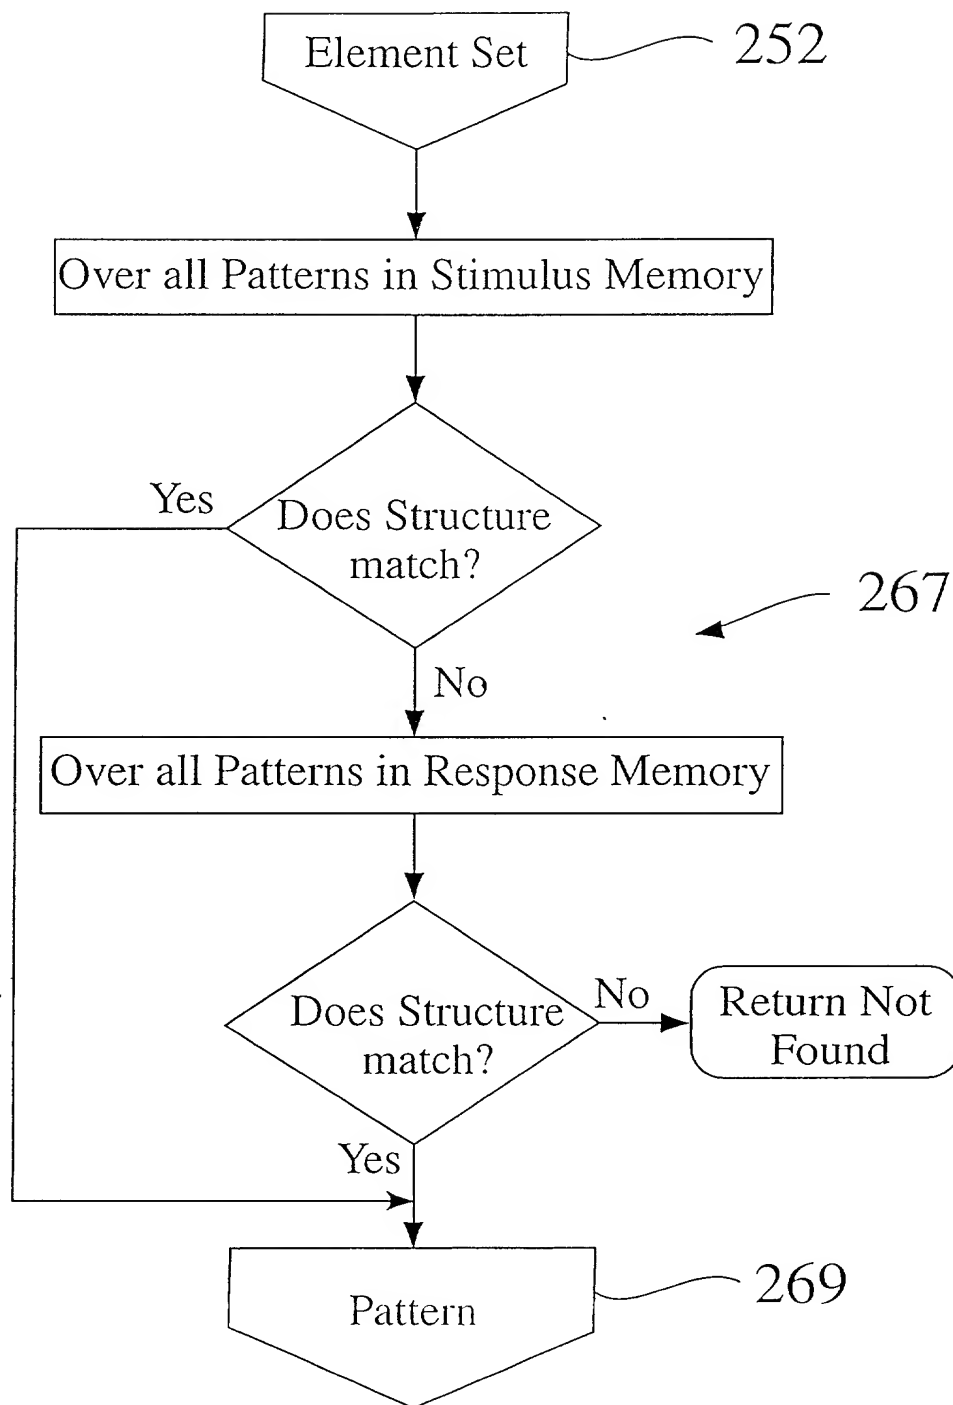 Element Set
252
Over all Patterns in Stimulus Memory
Yes
Does Structure
match?
267
No
Over all Patterns in Response Memory
Does Structure
match?
No
Return Not
Found
Yes
Pattern
269